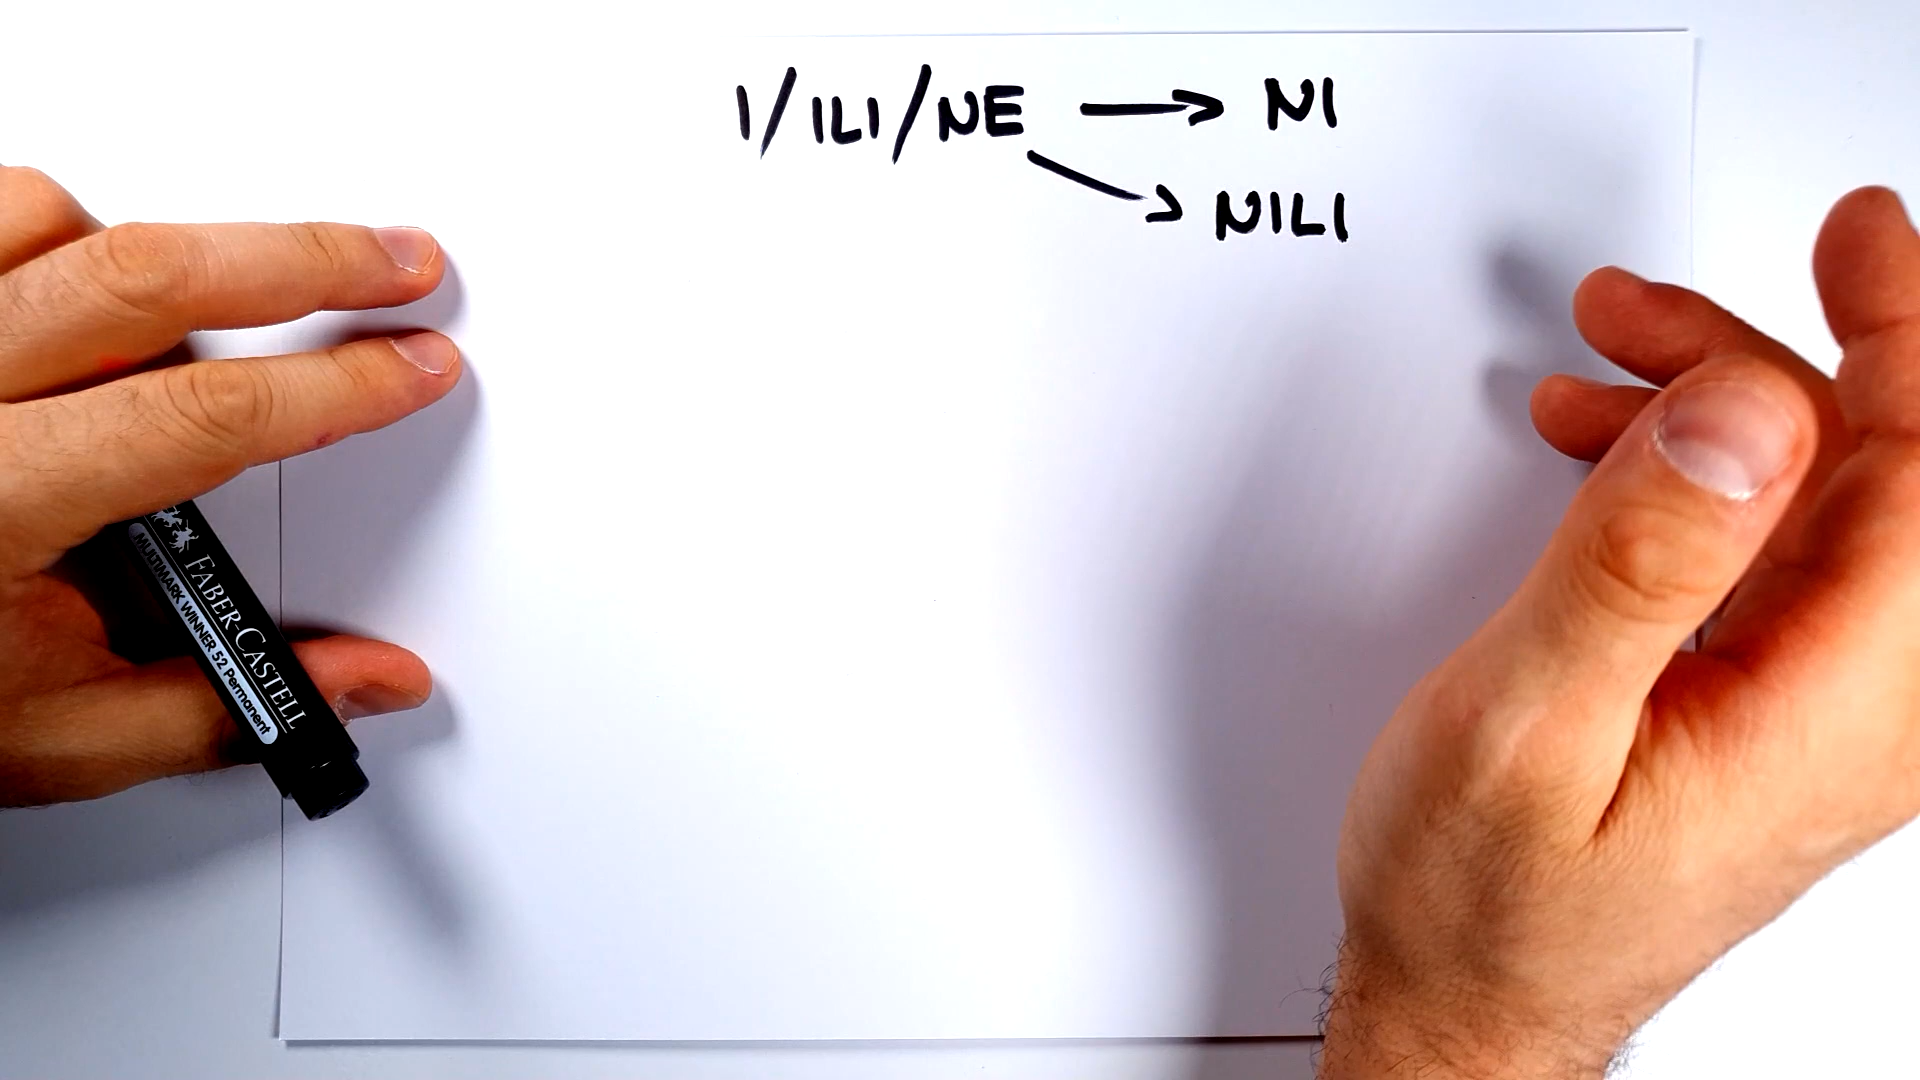 I/ILI/NE → NI
→ NILI
FABER-CASTELL
MULTIMARK WINNER 52 Permanent